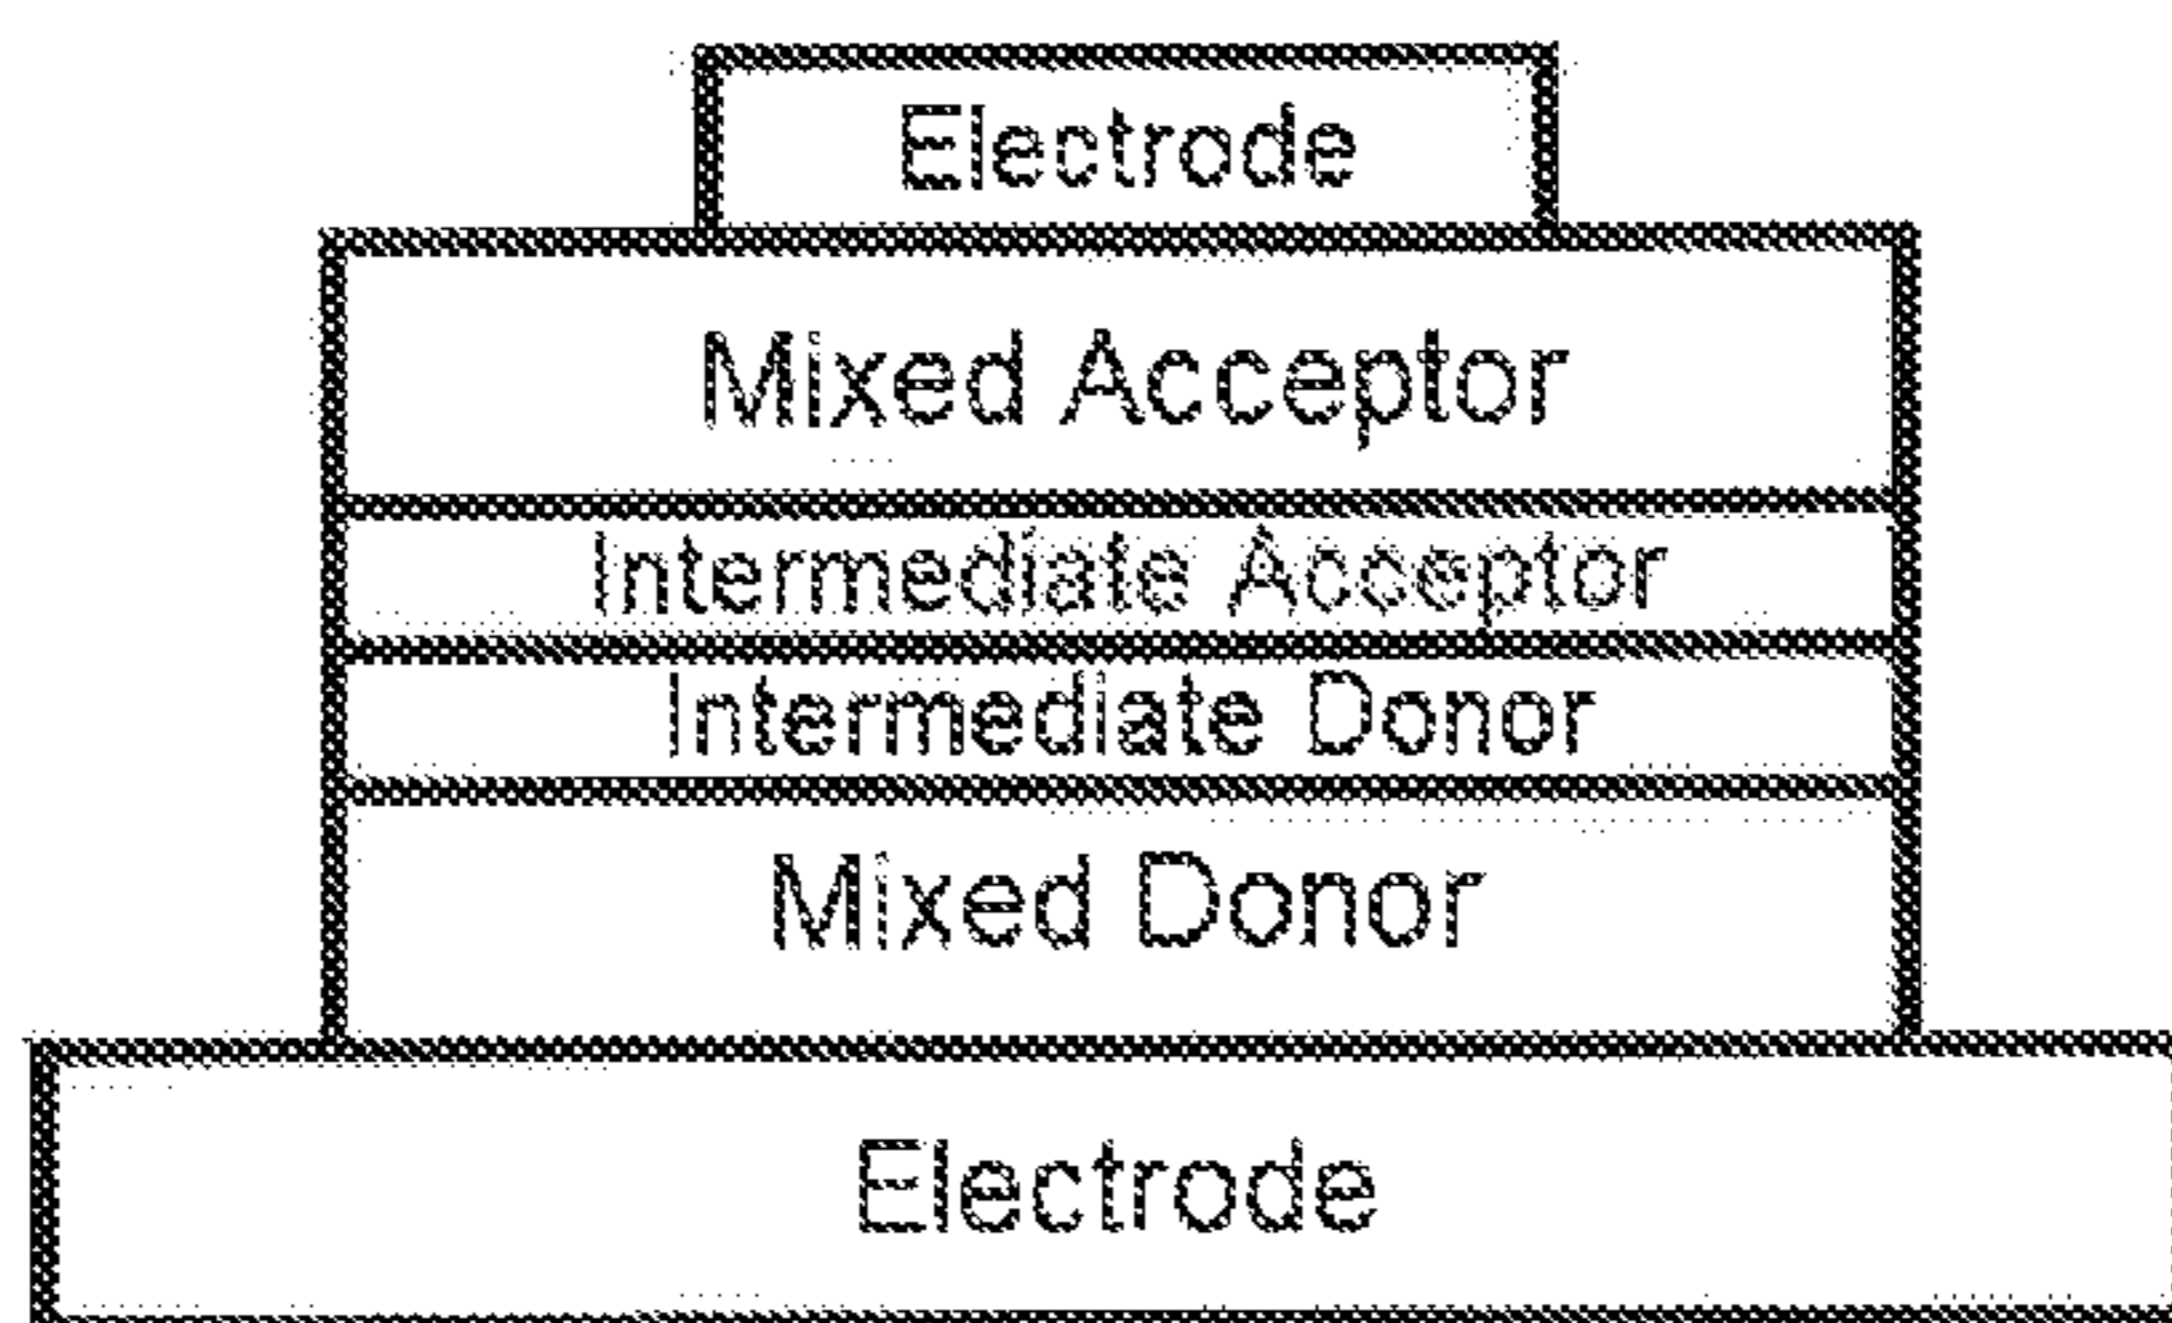 Electrode
Mixed Acceptor
Intermediate Acceptor
Intermediate Donor
Mixed Donor
Electrode